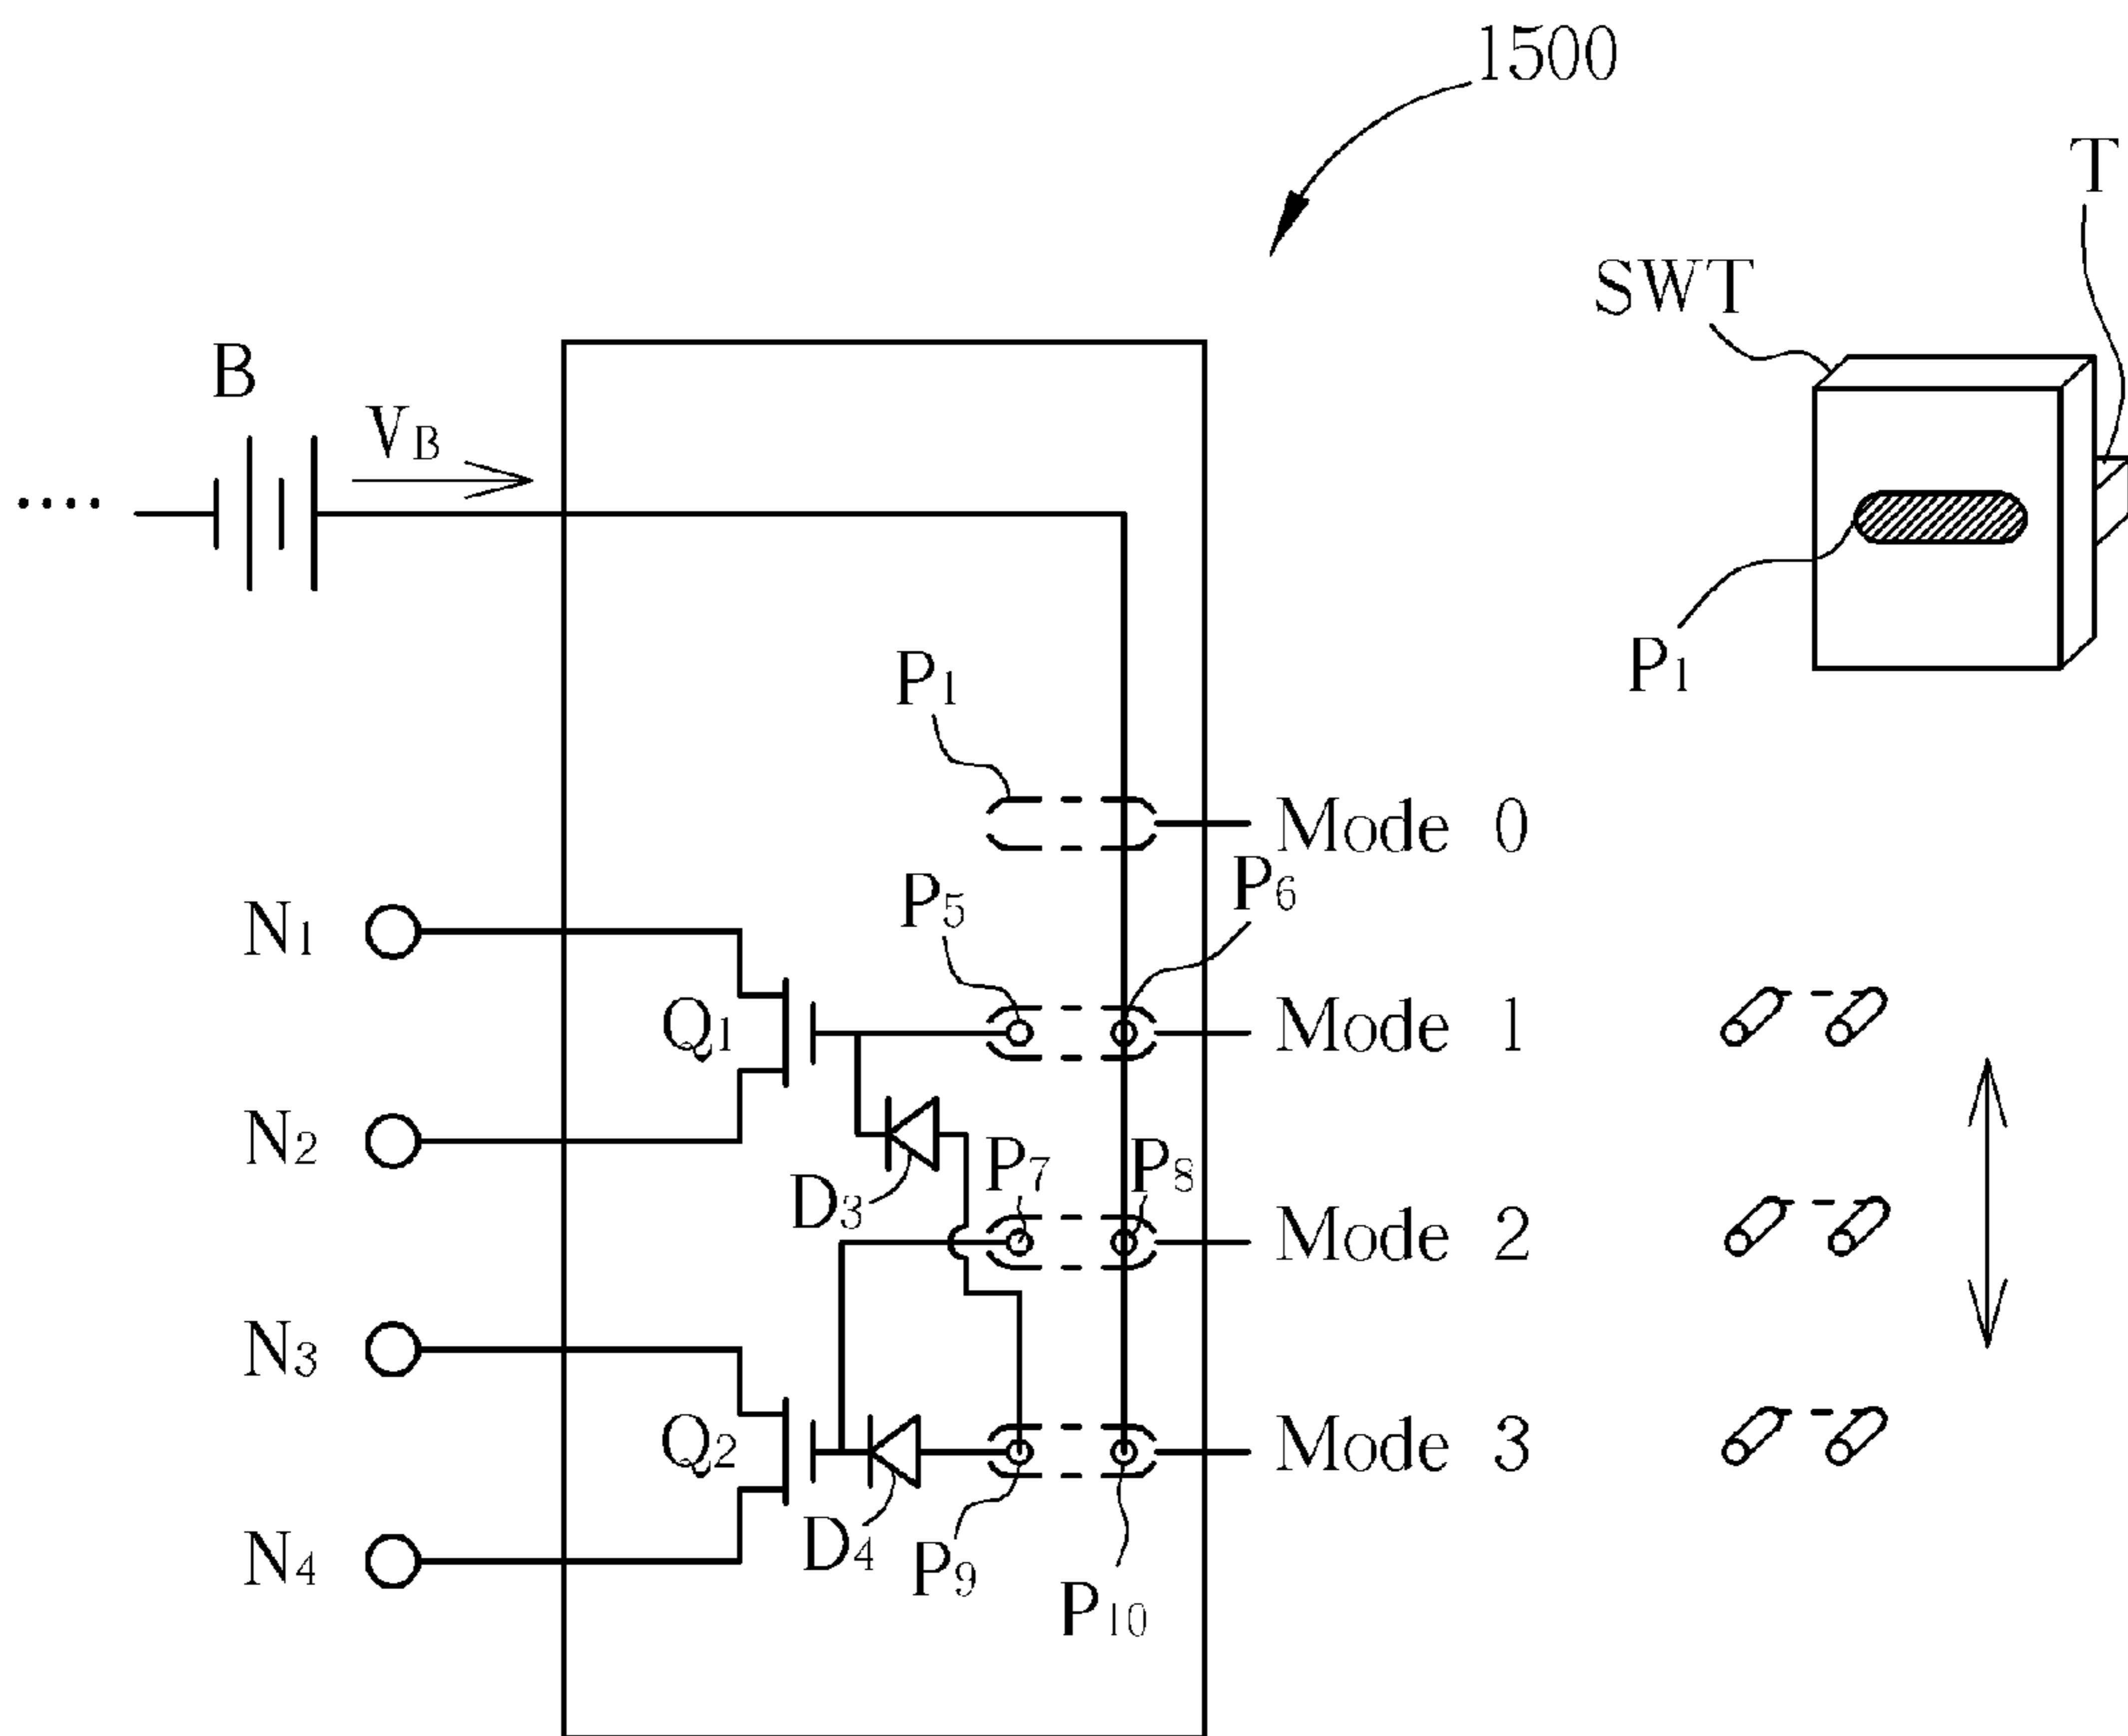 1500
T
SWT
B
VB
P1
P1
Mode 0
P5
P6
N1
Q1
Mode 1
N2
D3
P7
P8
Mode 2
N3
Q2
Mode 3
D4
P9
N4
P10